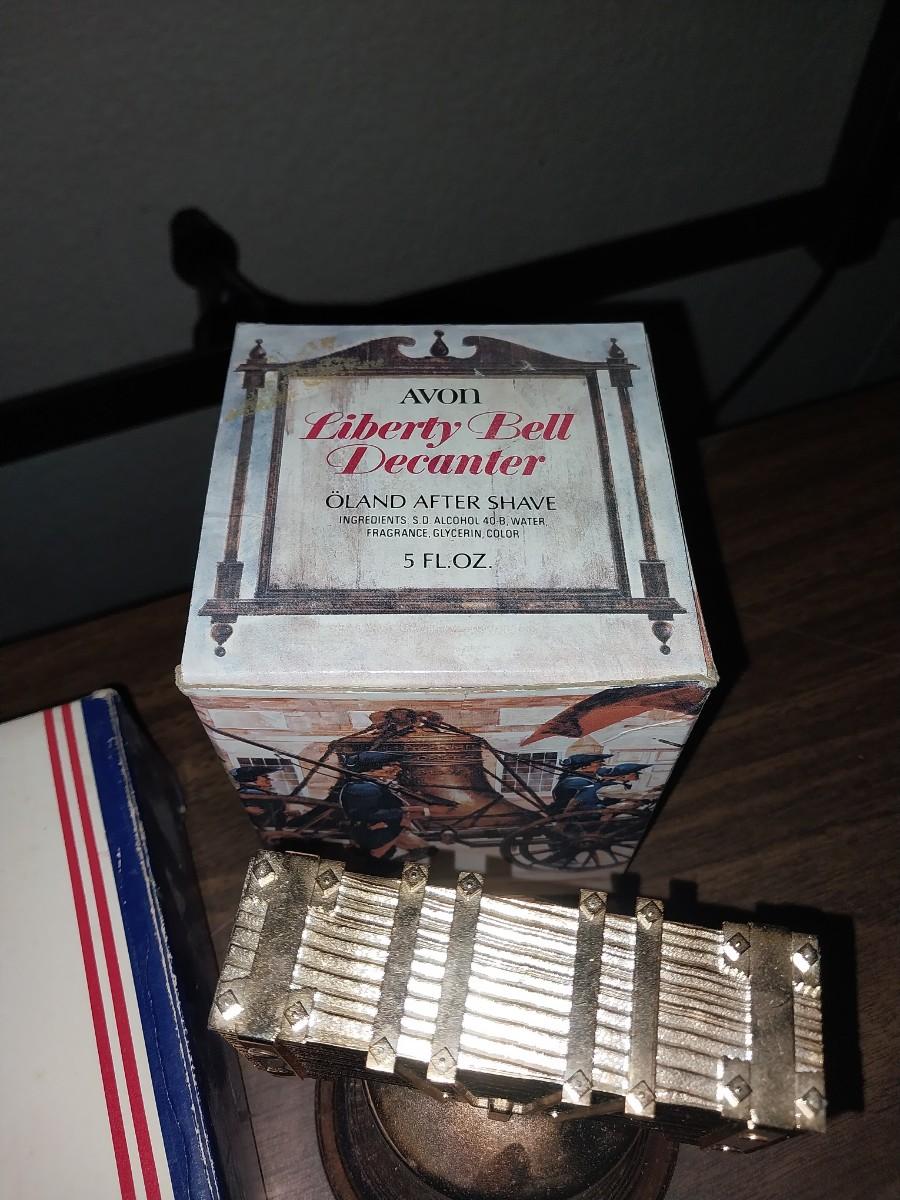 AVON
Liberty Bell
Decanter
ÖLAND AFTER SHAVE
INGREDIENTS: S.D. ALCOHOL 40-B, WATER,
FRAGRANCE, GLYCERIN, COLOR
5 FL.OZ.